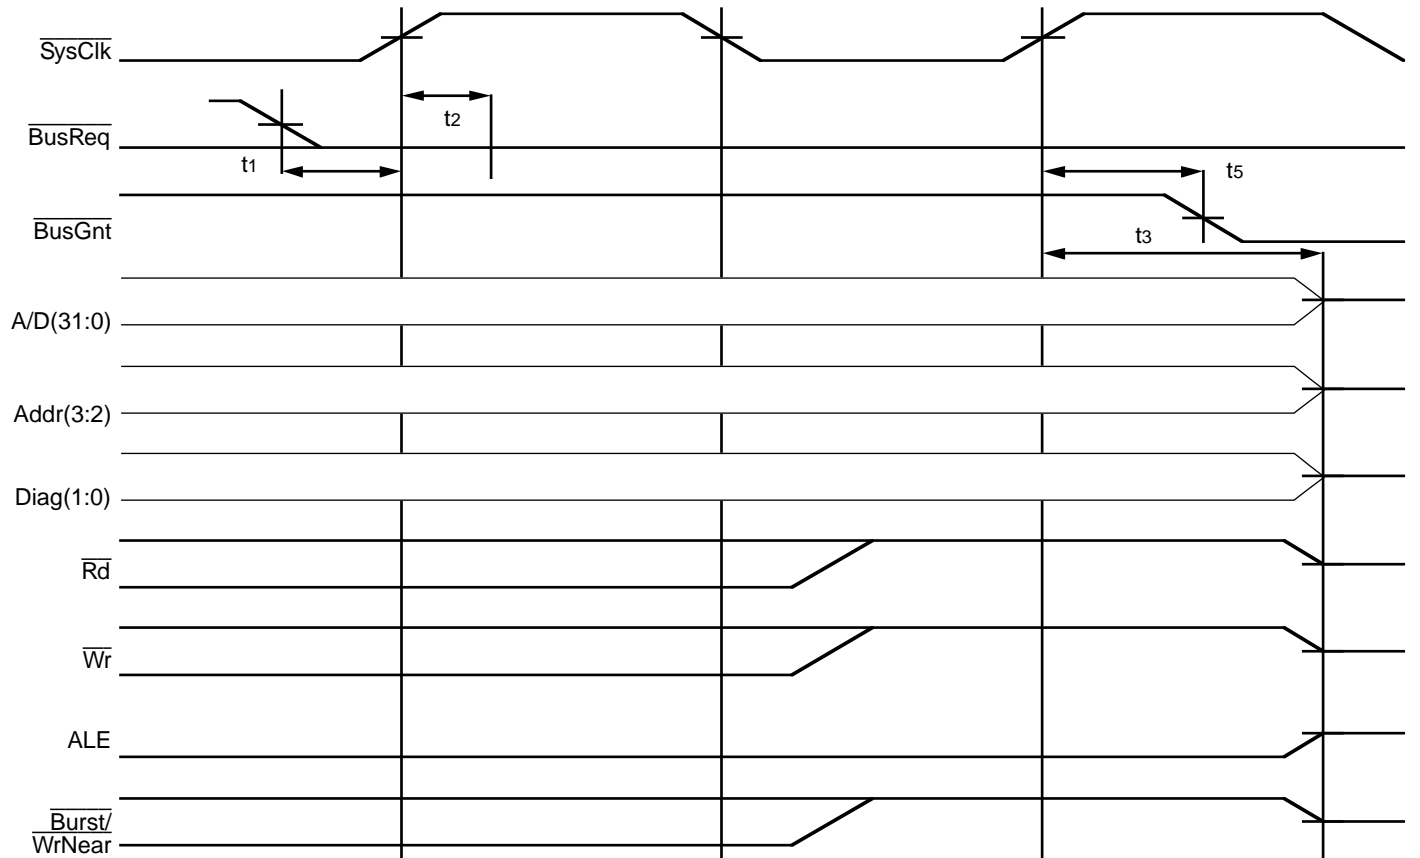 SysClk
t2
BusReq
t1
t5
BusGnt
t3
A/D(31:0)
Addr(3:2)
Diag(1:0)
Rd
Wr
ALE
Burst/
WrNear